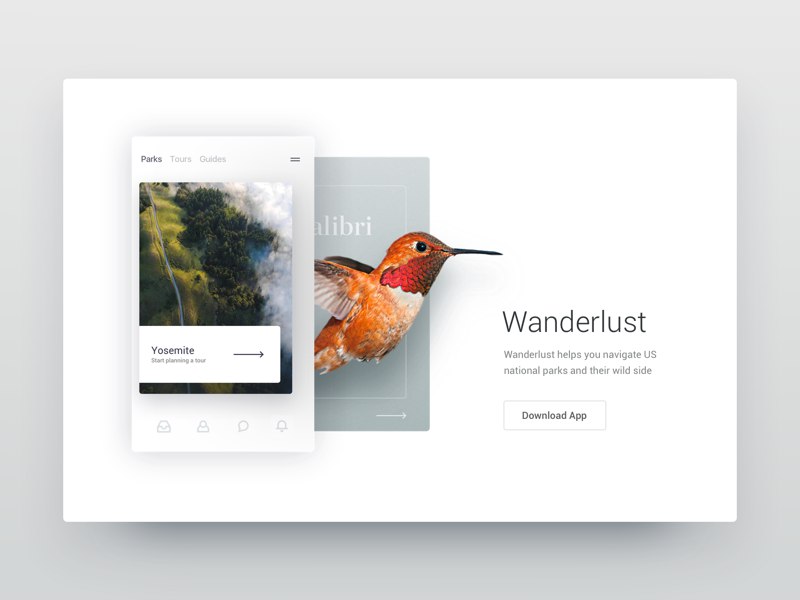 Parks Tours Guides
alibri
Yosemite
Start planning a tour
Wanderlust
Wanderlust helps you navigate US
national parks and their wild side
Download App